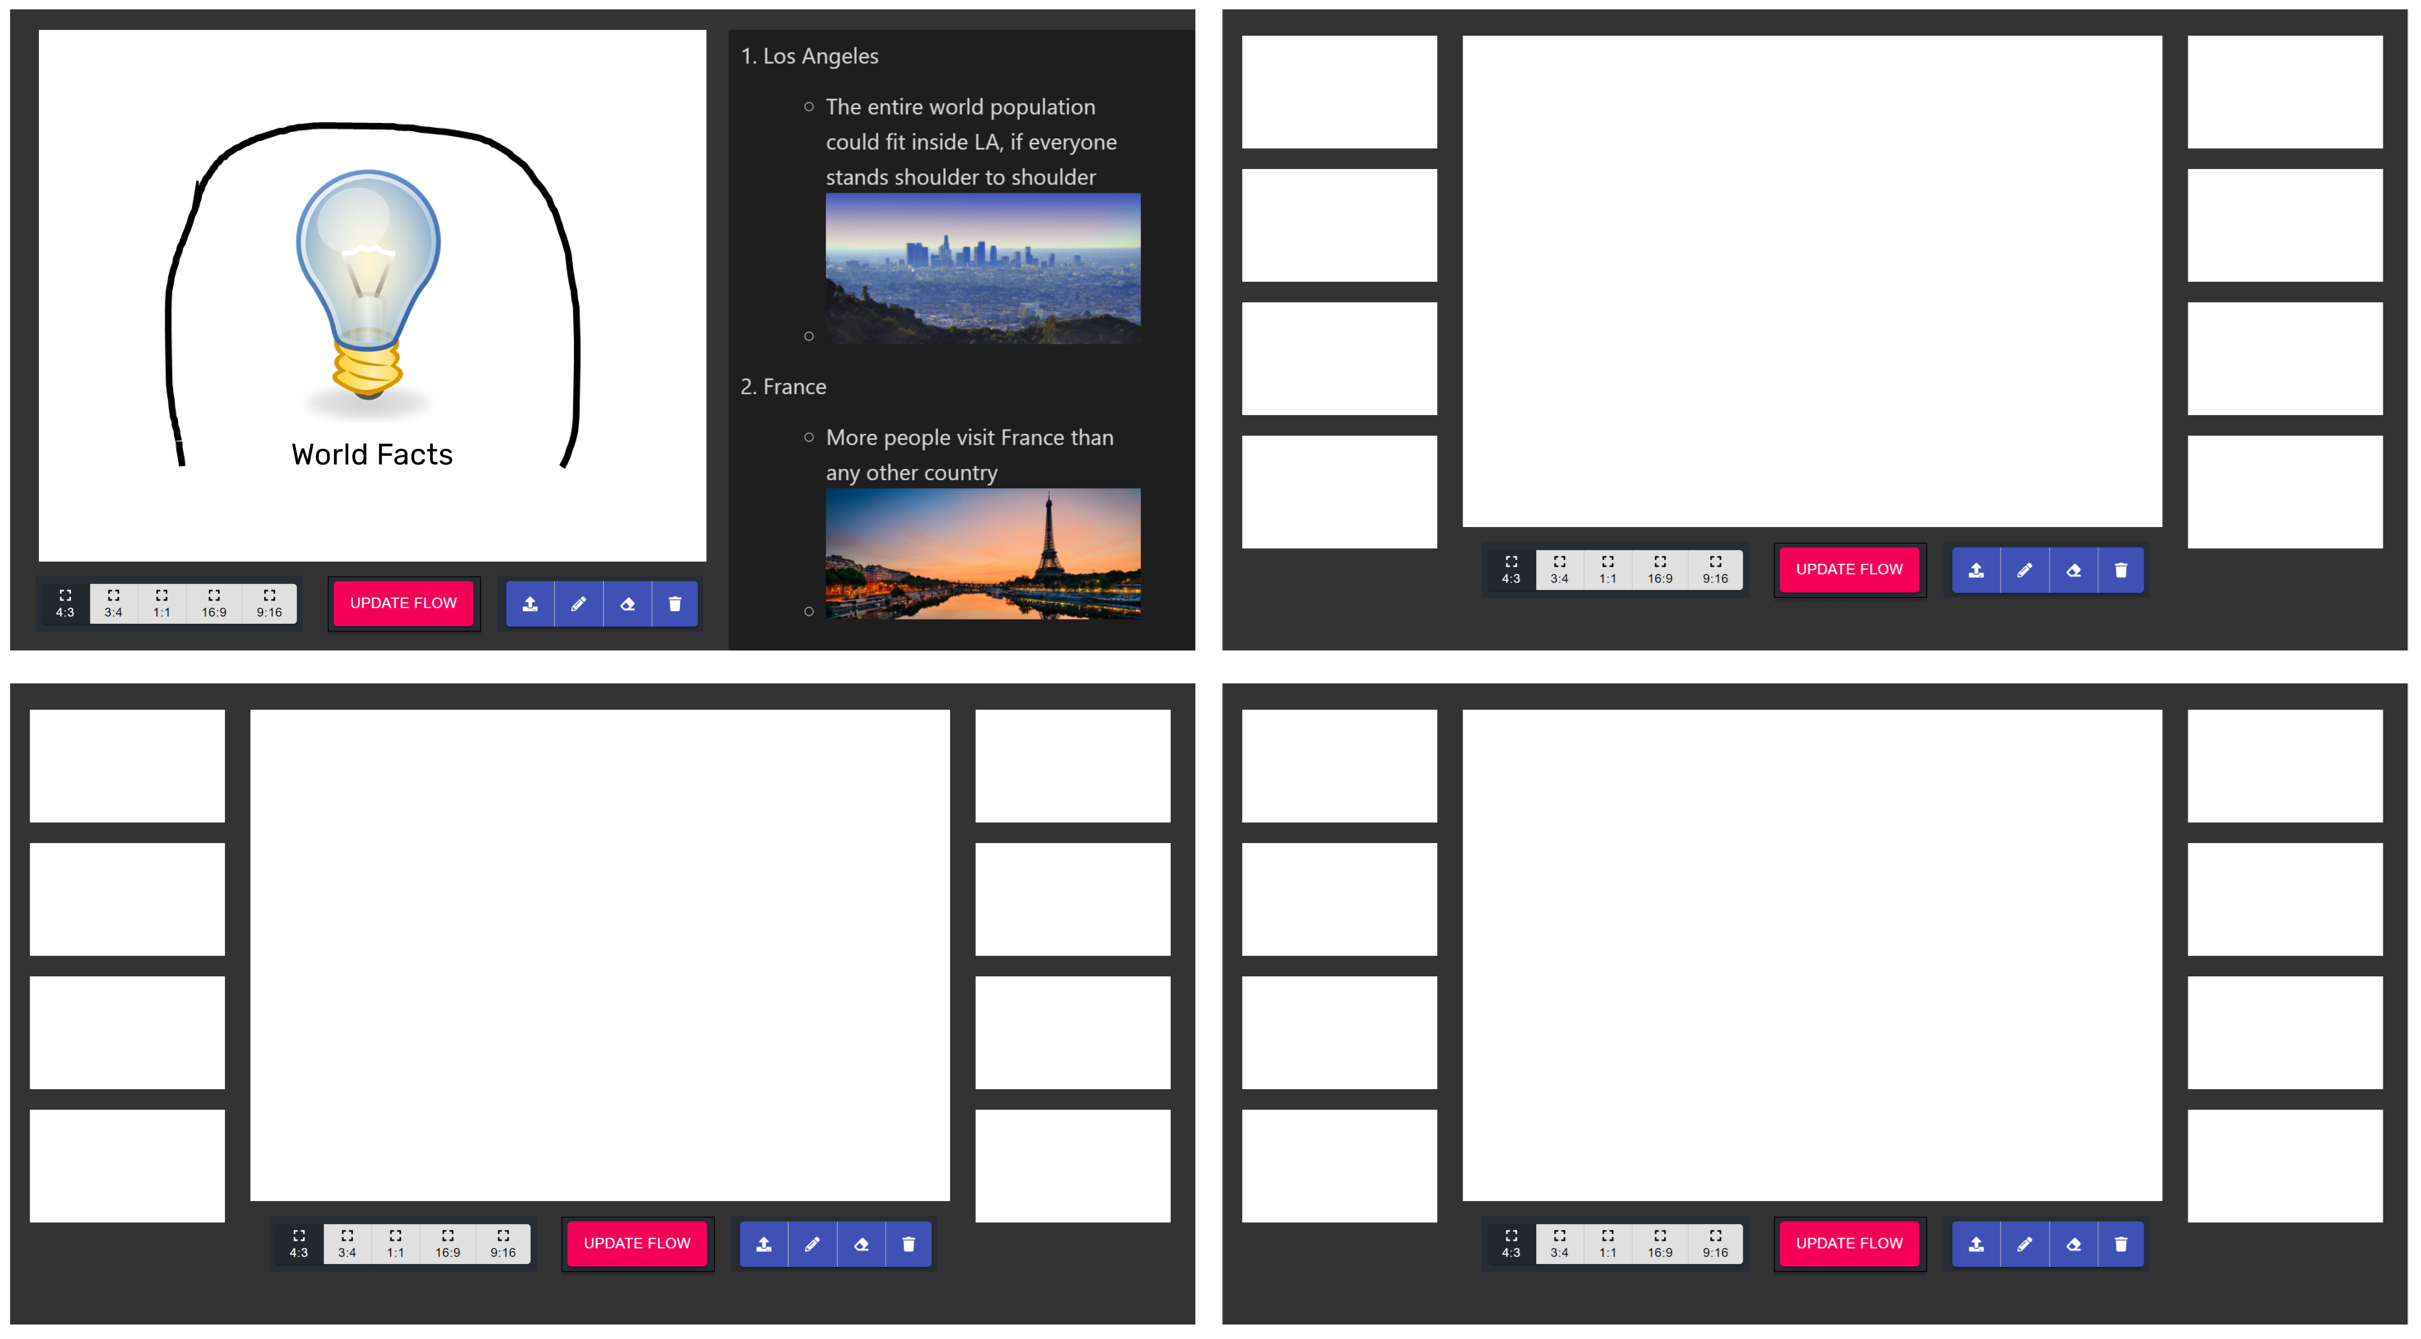 World Facts
4:3 3:4 1:1 16:9 9:16 UPDATE FLOW
1. Los Angeles
The entire world population
could fit inside LA, if everyone
stands shoulder to shoulder
2. France
More people visit France than
any other country
4:3 3:4 1:1 16:9 9:16 UPDATE FLOW
4:3 3:4 1:1 16:9 9:16 UPDATE FLOW
4:3 3:4 1:1 16:9 9:16 UPDATE FLOW